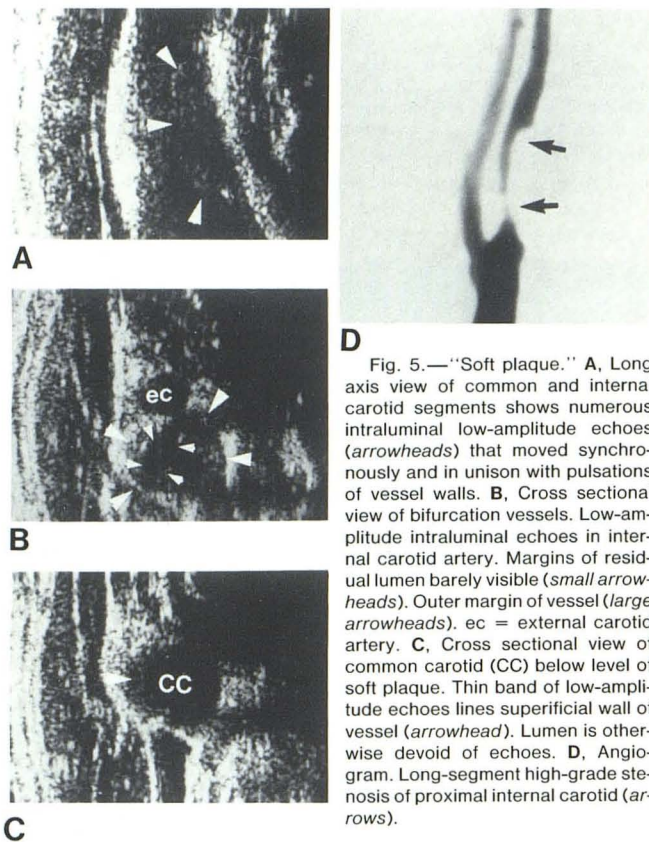 A
ec
B
CC
C
D
Fig. 5.—"Soft plaque." A, Long
axis view of common and interna
carotid segments shows numerous
intraluminal low-amplitude echoes
(arrowheads) that moved synchro-
nously and in unison with pulsations
of vessel walls. B, Cross sectiona
view of bifurcation vessels. Low-am-
plitude intraluminal echoes in inter-
nal carotid artery. Margins of resid-
ual lumen barely visible (small arrow-
heads). Outer margin of vessel (large
arrowheads). ec = external carotid
artery. C, Cross sectional view of
common carotid (CC) below level of
soft plaque. Thin band of low-ampli-
tude echoes lines superificial wall of
vessel (arrowhead). Lumen is other-
wise devoid of echoes. D, Angio-
gram. Long-segment high-grade ste-
nosis of proximal internal carotid (ar-
rows).